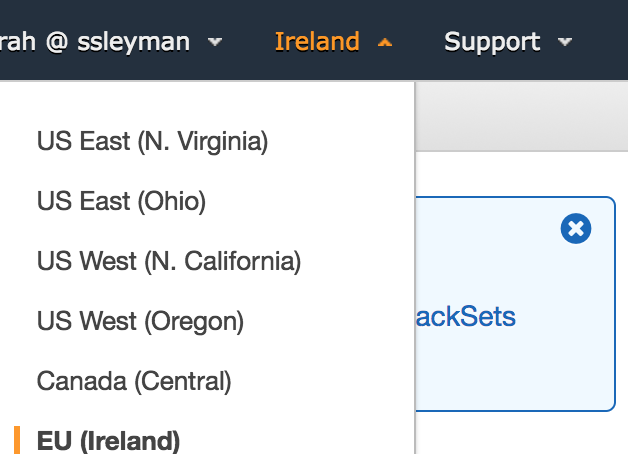 rah @ ssleyman Ireland Support
US East (N. Virginia)
US East (Ohio)
US West (N. California)
US West (Oregon)
ackSets
Canada (Central)
EU (Ireland)